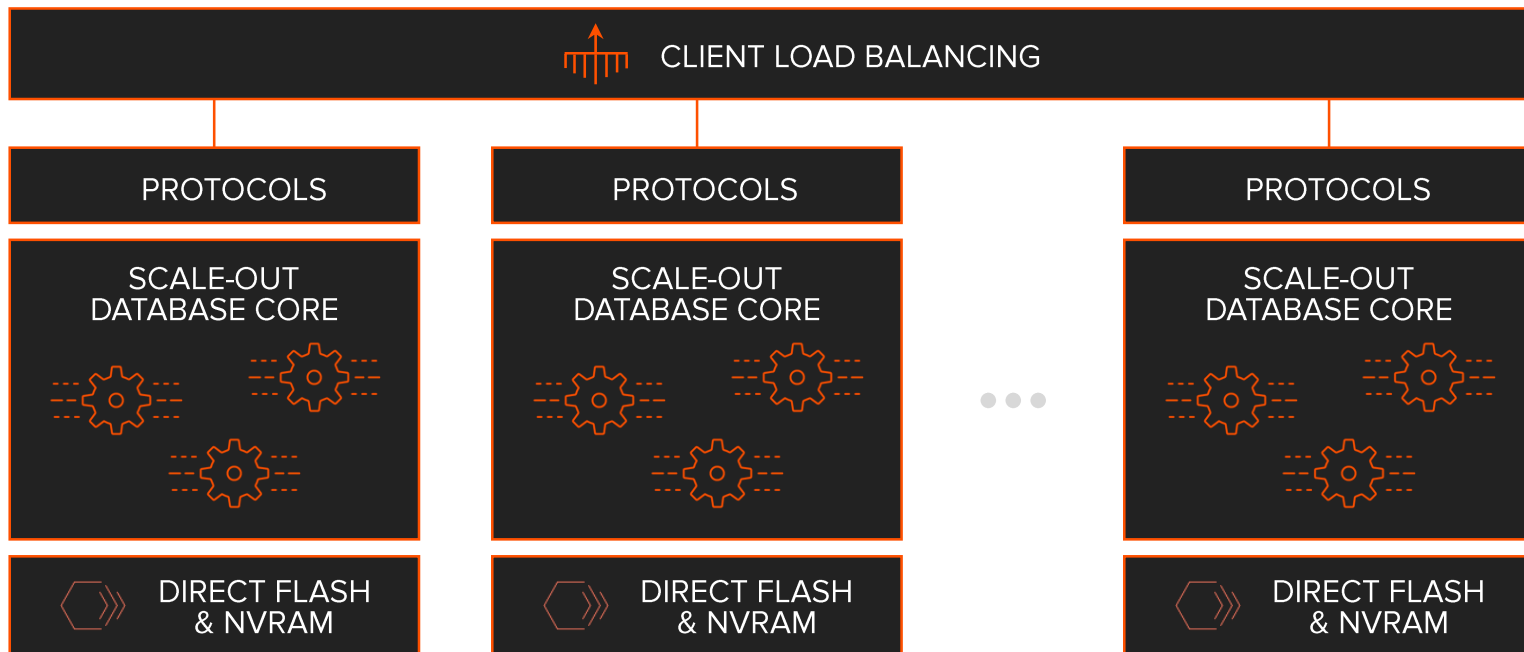 CLIENT LOAD BALANCING
PROTOCOLS
SCALE-OUT
DATABASE CORE
DIRECT FLASH
& NVRAM
PROTOCOLS
SCALE-OUT
DATABASE CORE
DIRECT FLASH
& NVRAM
PROTOCOLS
SCALE-OUT
DATABASE CORE
DIRECT FLASH
& NVRAM